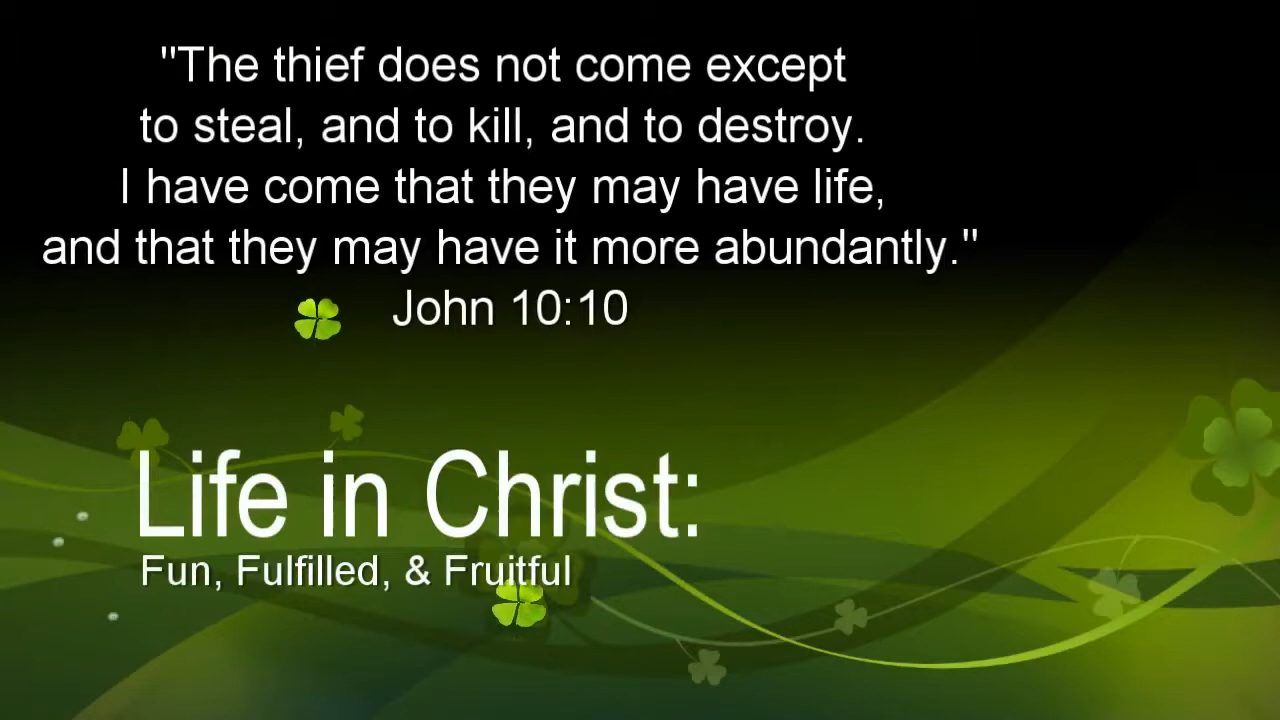 "The thief does not come except
to steal, and to kill, and to destroy.
I have come that they may have life,
and that they may have it more abundantly."
John 10:10
Life in Christ:
Fun, Fulfilled, & Fruitful